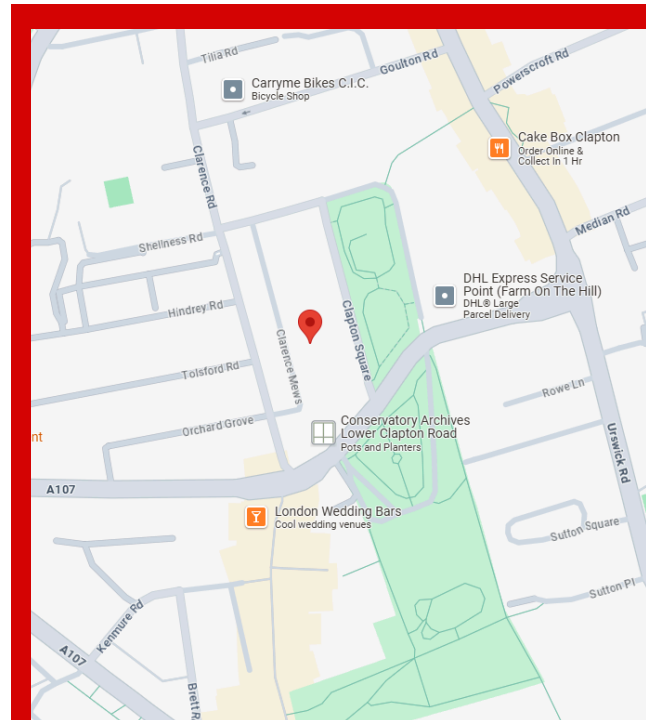 Tilia Rd
Goulton Rd
Powerscroft Rd
Carryme Bikes C.I.C.
Bicycle Shop
Cake Box Clapton
Order Online &
Collect In 1 Hr
Clarence Rd
Median Rd
Shellness Rd
DHL Express Service
Point (Farm On The Hill)
DHL® Large
Parcel Delivery
Hindrey Rd
Clapton Square
Clarence Mews
Tolsford Rd
Rowe Ln
Orchard Grove
Conservatory Archives
Lower Clapton Road
Pots and Planters
nt
Urswick Rd
A107
London Wedding Bars
Cool wedding venues
Sutton Square
Sutton Pl
Kenmure Rd
A107
Brett R